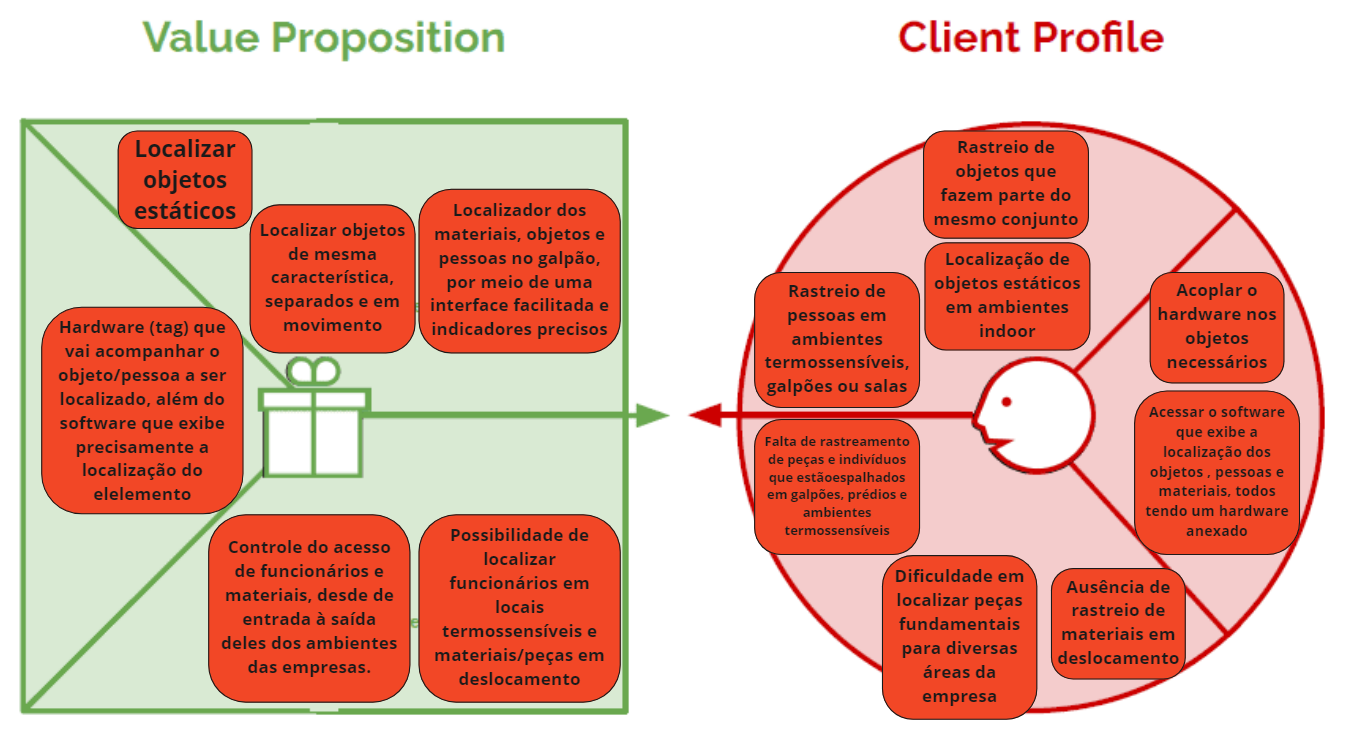 Value Proposition
Client Profile
Localizar
objetos
estáticos
Localizar objetos
de mesma
característica,
separados e em
movimento
Localizador dos
materiais, objetos e
pessoas no galpão,
por meio de uma
interface facilitada e
indicadores precisos
Hardware (tag) que
vai acompanhar o
objeto/pessoa a ser
localizado, além do
software que exibe
precisamente a
localização do
elelemento
Controle do acesso
de funcionários e
materiais, desde de
entrada à saída
deles dos ambientes
das empresas.
Possibilidade de
localizar
funcionários em
locais
termossensíveis e
materiais/peças em
deslocamento
Rastreio de
objetos que
fazem parte do
mesmo conjunto
Localização de
objetos estáticos
em ambientes
indoor
Rastreio de
pessoas em
ambientes
termossensíveis,
galpões ou salas
Acoplar o
hardware nos
objetos
necessários
Acessar o software
que exibe a
localização dos
objetos , pessoas e
materiais, todos
tendo um hardware
anexado
Falta de rastreamento
de peças e indivíduos
que estãoespalhados
em galpões, prédios e
ambientes
termossensíveis
Dificuldade em
localizar peças
fundamentais
para diversas
áreas da
empresa
Ausência de
rastreio de
materiais em
deslocamento